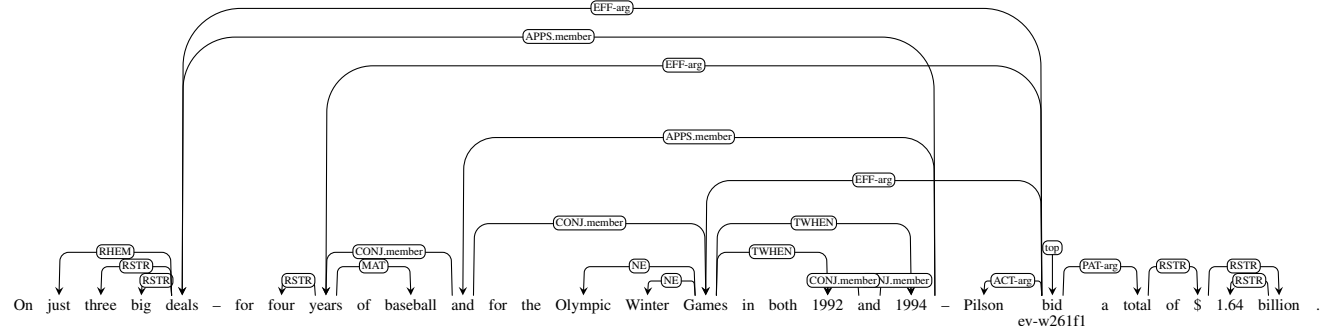 EFF-arg
APPS.member
EFF-arg
APPS.member
EFF-arg
CONJ.member TWHEN
top
RHEM CONJ.member TWHEN
RSTR MAT NE PAT-arg RSTR RSTR
RSTR RSTR NE CONJ.member NJ.member ACT-arg RSTR
On just three big deals – for four years of baseball and for the Olympic Winter Games in both 1992 and 1994 – Pilson bid a total of $ 1.64 billion .
ev-w261f1